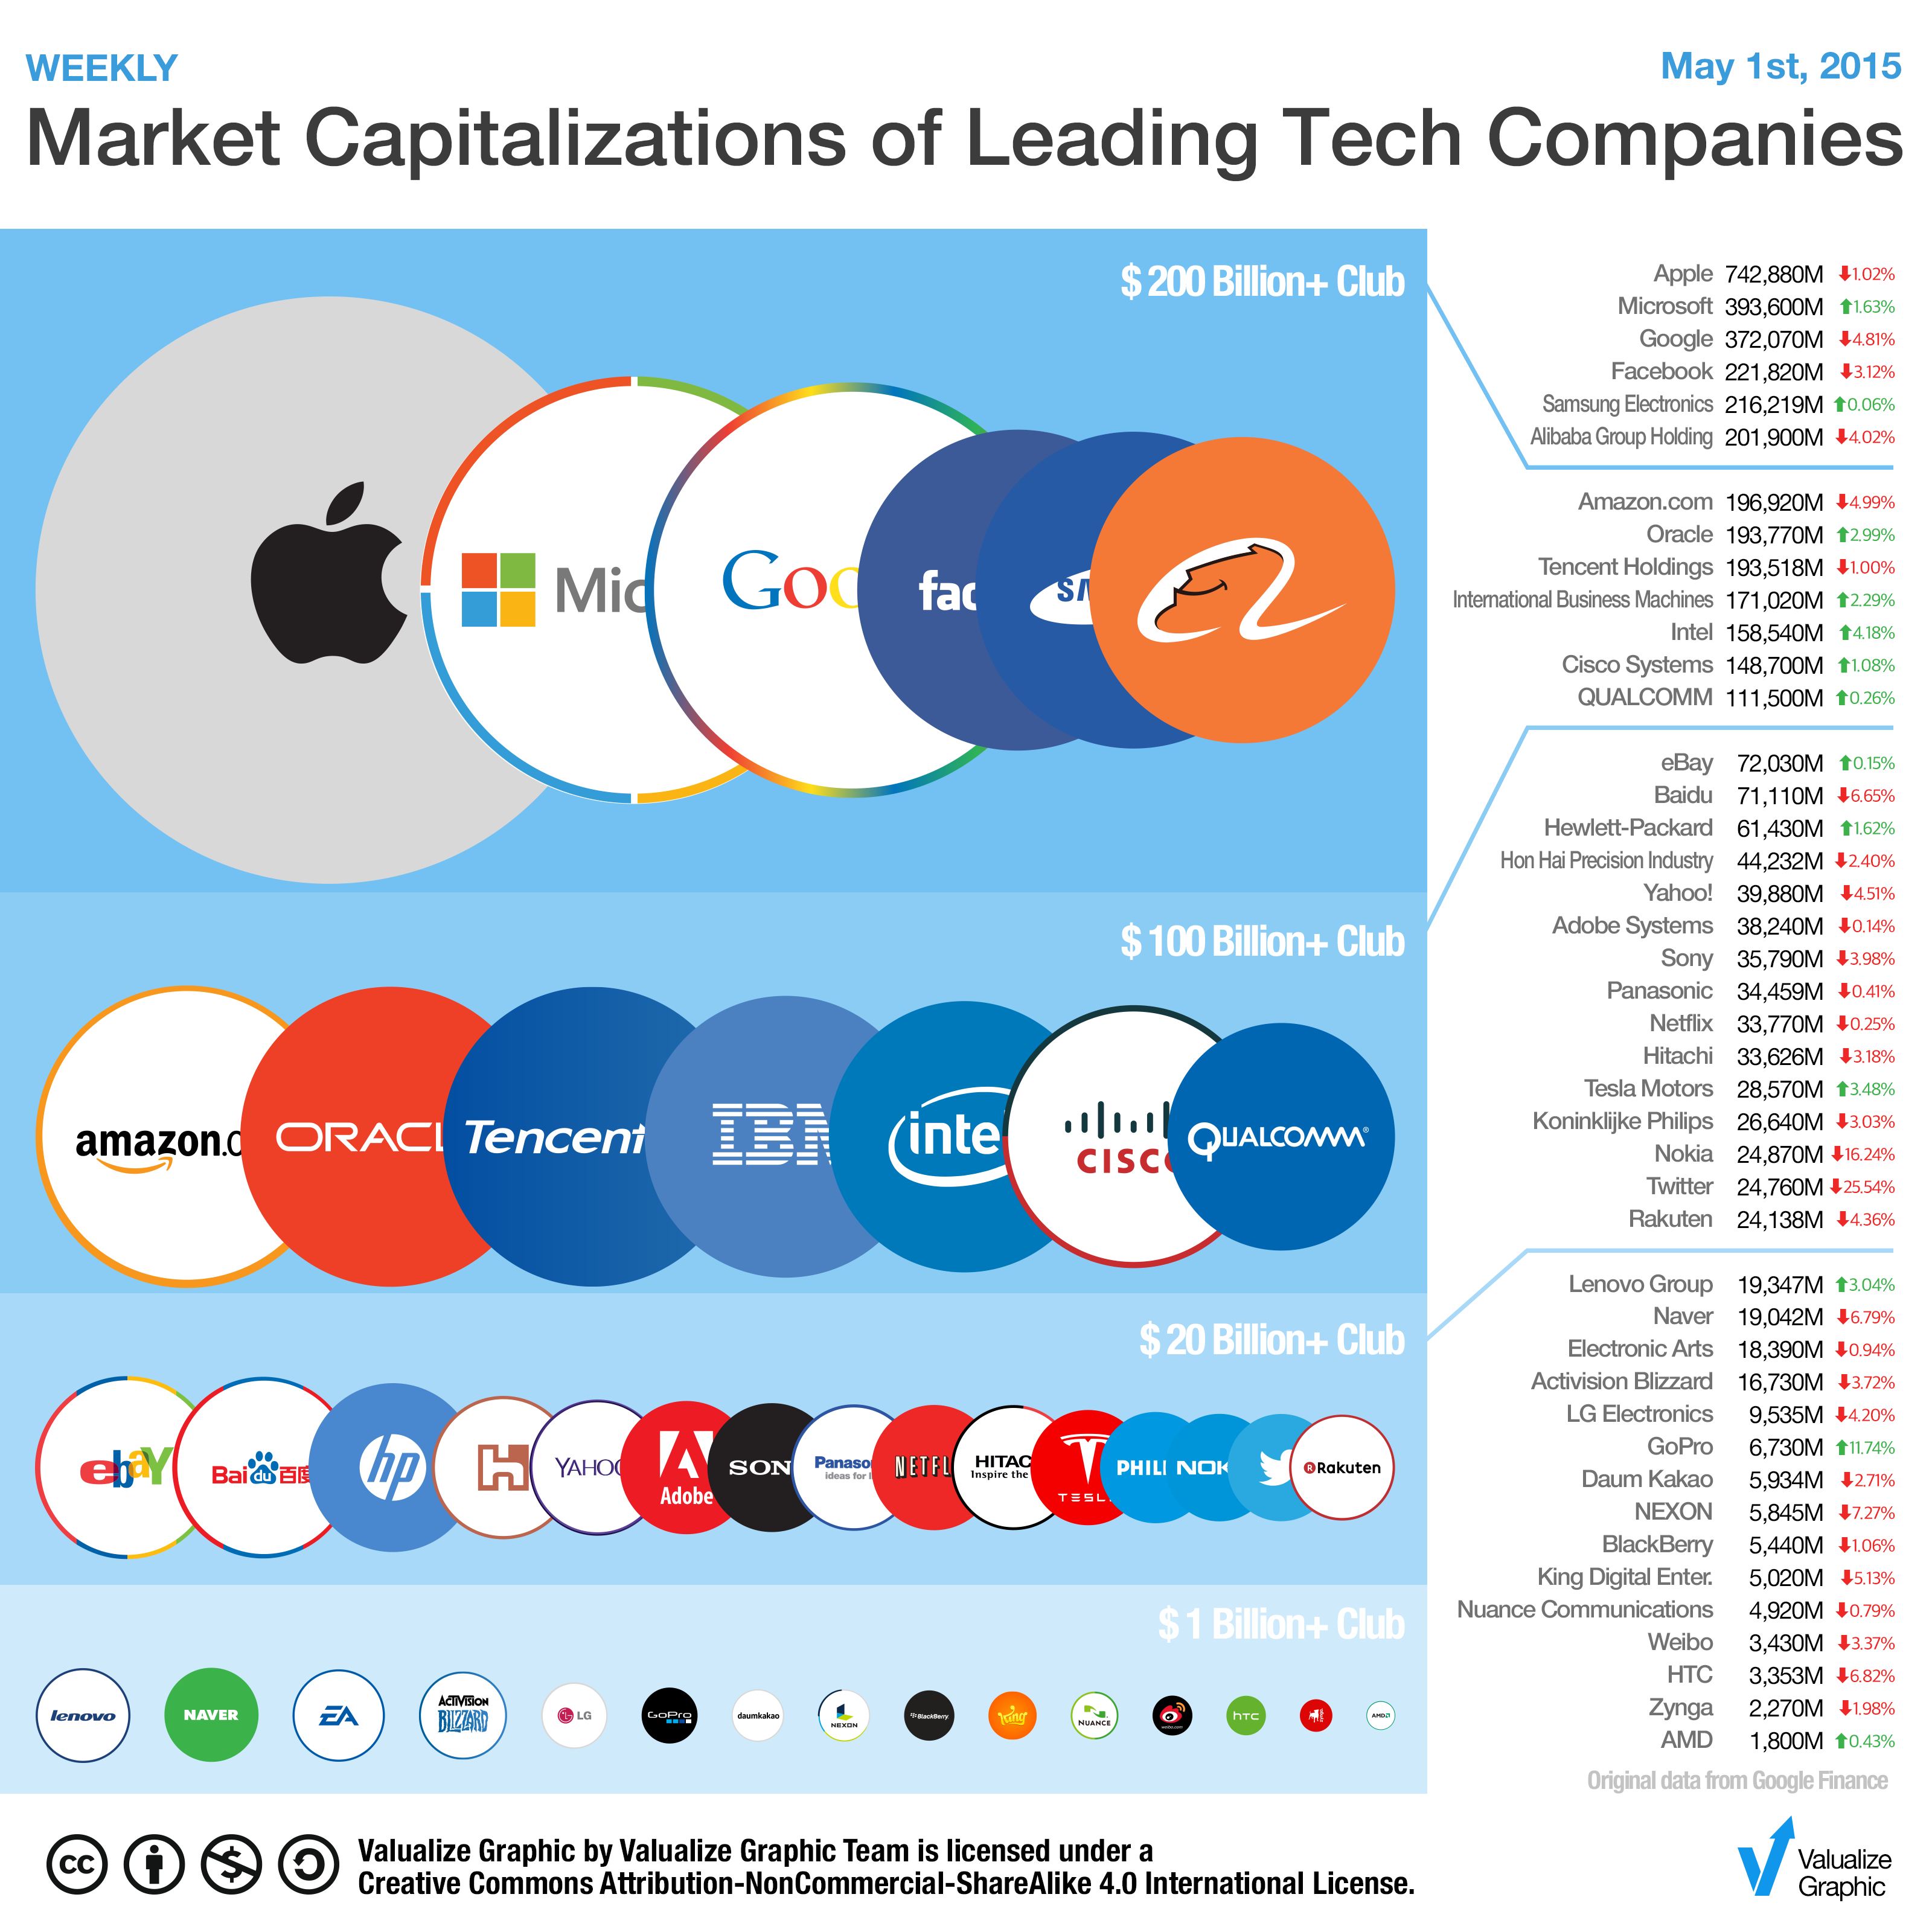 WEEKLY
May 1st, 2015
Market Capitalizations of Leading Tech Companies
$ 200 Billion+ Club
Mic
Goo
fac
SA
$ 100 Billion+ Club
amazon.c
ORACL
Tencent
IBM
inte
CISCO
QUALCOMM®
$ 20 Billion+ Club
ebaY
Bai du 百度
hp
H
YAHOO
Adobe
SON
Panaso
ideas for l
NETFL
HITAC
Inspire the
TESL
PHILI
NOK
Rakuten
$ 1 Billion+ Club
lenovo
NAVER
EA
ACTIVISION
BLIZZARD
LG
GoPro
daumkakao
NEXON
BlackBerry
King
NUANCE
weibo.com
hTC
AMD
Apple 742,880M 1.02%
Microsoft 393,600M 1.63%
Google 372,070M 4.81%
Facebook 221,820M 3.12%
Samsung Electronics 216,219M 0.06%
Alibaba Group Holding 201,900M 4.02%
Amazon.com 196,920M 4.99%
Oracle 193,770M 2.99%
Tencent Holdings 193,518M 1.00%
International Business Machines 171,020M 2.29%
Intel 158,540M 4.18%
Cisco Systems 148,700M 1.08%
QUALCOMM 111,500M 0.26%
eBay 72,030M 0.15%
Baidu 71,110M 6.65%
Hewlett-Packard 61,430M 1.62%
Hon Hai Precision Industry 44,232M 2.40%
Yahoo! 39,880M 4.51%
Adobe Systems 38,240M 0.14%
Sony 35,790M 3.98%
Panasonic 34,459M 0.41%
Netflix 33,770M 0.25%
Hitachi 33,626M 3.18%
Tesla Motors 28,570M 3.48%
Koninklijke Philips 26,640M 3.03%
Nokia 24,870M 16.24%
Twitter 24,760M 25.54%
Rakuten 24,138M 4.36%
Lenovo Group 19,347M 3.04%
Naver 19,042M 6.79%
Electronic Arts 18,390M 0.94%
Activision Blizzard 16,730M 3.72%
LG Electronics 9,535M 4.20%
GoPro 6,730M 11.74%
Daum Kakao 5,934M 2.71%
NEXON 5,845M 7.27%
BlackBerry 5,440M 1.06%
King Digital Enter. 5,020M 5.13%
Nuance Communications 4,920M 0.79%
Weibo 3,430M 3.37%
HTC 3,353M 6.82%
Zynga 2,270M 1.98%
AMD 1,800M 0.43%
Original data from Google Finance
cc
Valualize Graphic by Valualize Graphic Team is licensed under a
Creative Commons Attribution-NonCommercial-ShareAlike 4.0 International License.
Valualize
Graphic